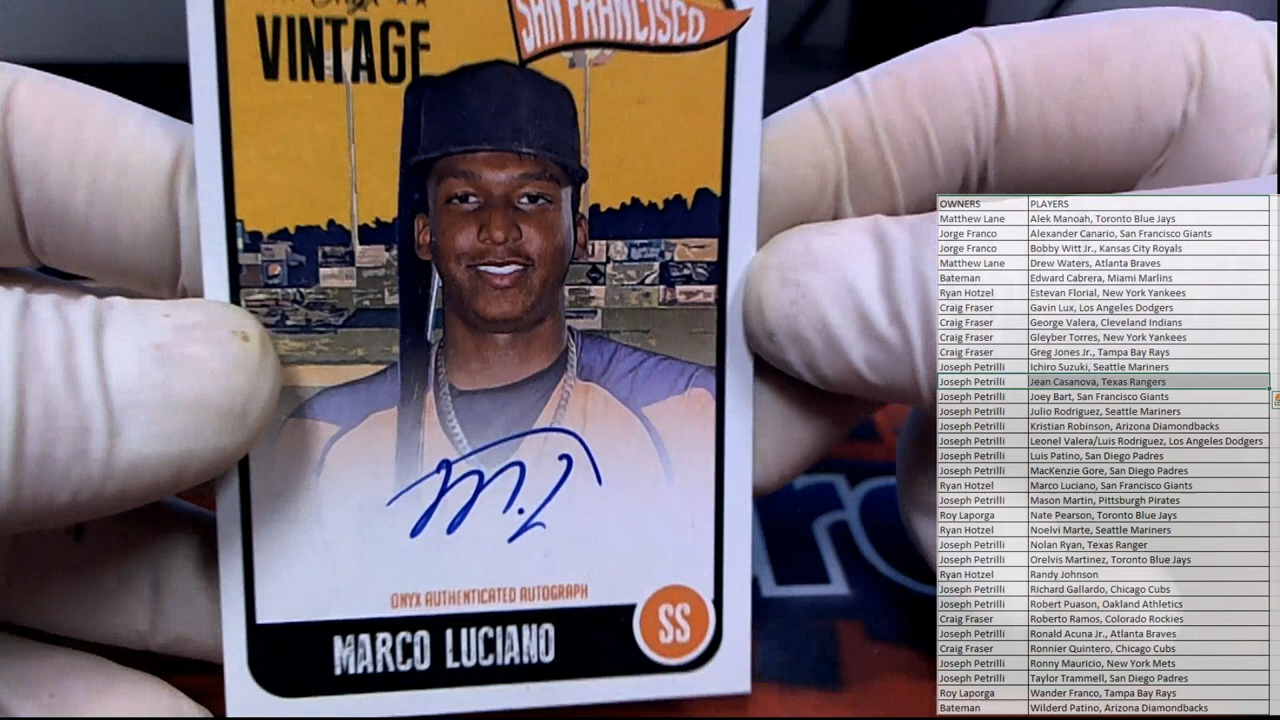 VINTAGE
SAN FRANCISCO
ONYX AUTHENTICATED AUTOGRAPH
SS
MARCO LUCIANO
OWNERS PLAYERS
Matthew Lane Alek Manoah, Toronto Blue Jays
Jorge Franco Alexander Canario, San Francisco Giants
Jorge Franco Bobby Witt Jr., Kansas City Royals
Matthew Lane Drew Waters, Atlanta Braves
Bateman Edward Cabrera, Miami Marlins
Ryan Hotzel Estevan Florial, New York Yankees
Craig Fraser Gavin Lux, Los Angeles Dodgers
Craig Fraser George Valera, Cleveland Indians
Craig Fraser Gleyber Torres, New York Yankees
Craig Fraser Greg Jones Jr., Tampa Bay Rays
Joseph Petrilli Ichiro Suzuki, Seattle Mariners
Joseph Petrilli Jean Casanova, Texas Rangers
Joseph Petrilli Joey Bart, San Francisco Giants
Joseph Petrilli Julio Rodriguez, Seattle Mariners
Joseph Petrilli Kristian Robinson, Arizona Diamondbacks
Joseph Petrilli Leonel Valera/Luis Rodriguez, Los Angeles Dodgers
Joseph Petrilli Luis Patino, San Diego Padres
Joseph Petrilli MacKenzie Gore, San Diego Padres
Ryan Hotzel Marco Luciano, San Francisco Giants
Joseph Petrilli Mason Martin, Pittsburgh Pirates
Roy Laporga Nate Pearson, Toronto Blue Jays
Ryan Hotzel Noelvi Marte, Seattle Mariners
Joseph Petrilli Nolan Ryan, Texas Ranger
Joseph Petrilli Orelvis Martinez, Toronto Blue Jays
Ryan Hotzel Randy Johnson
Joseph Petrilli Richard Gallardo, Chicago Cubs
Joseph Petrilli Robert Puason, Oakland Athletics
Craig Fraser Roberto Ramos, Colorado Rockies
Joseph Petrilli Ronald Acuna Jr., Atlanta Braves
Craig Fraser Ronnier Quintero, Chicago Cubs
Joseph Petrilli Ronny Mauricio, New York Mets
Joseph Petrilli Taylor Trammell, San Diego Padres
Roy Laporga Wander Franco, Tampa Bay Rays
Bateman Wilderd Patino, Arizona Diamondbacks